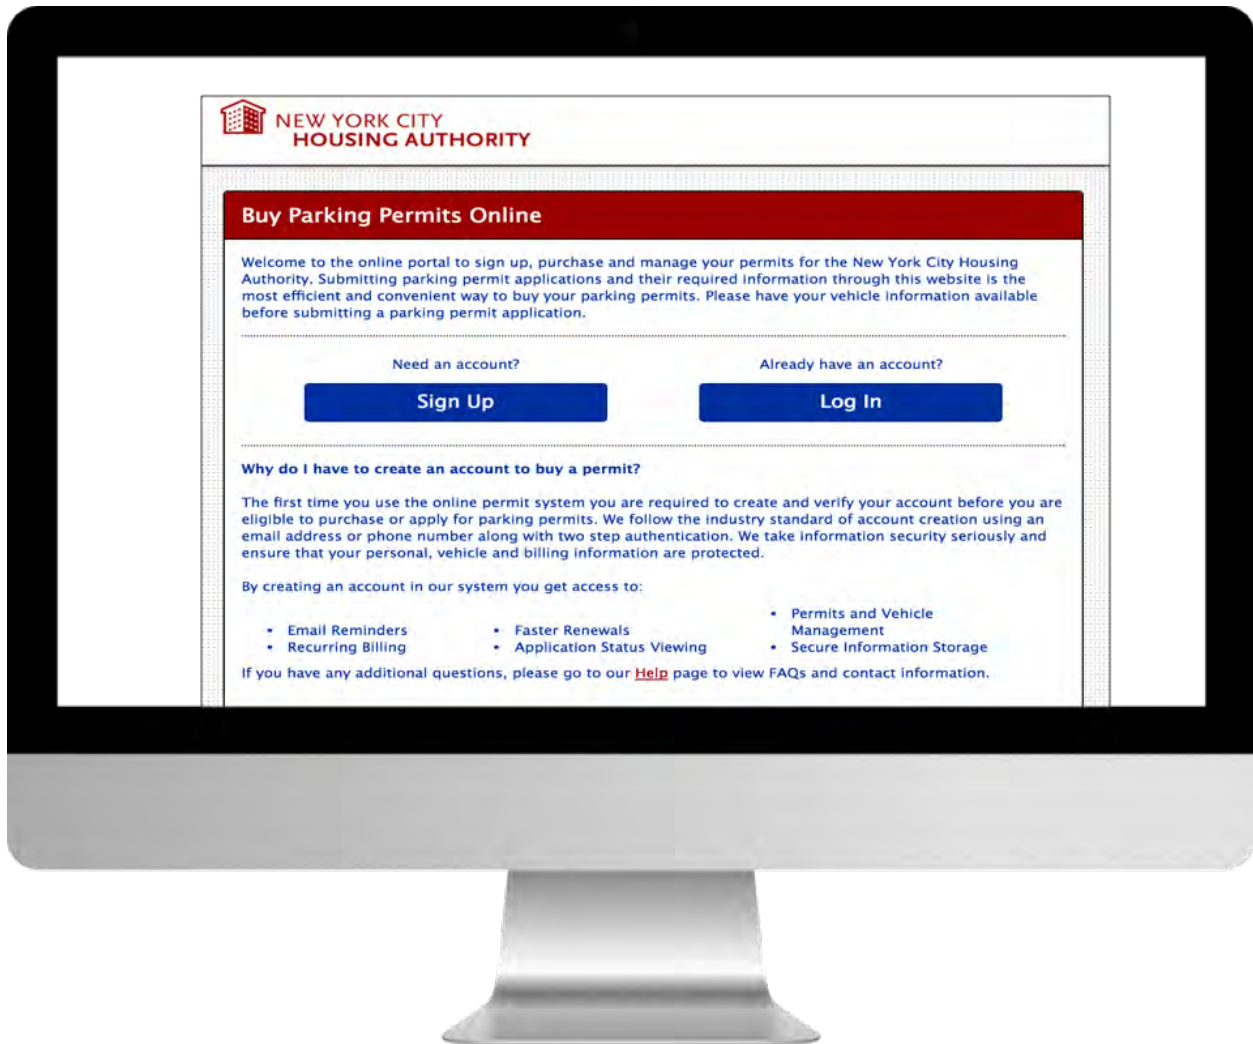 NEW YORK CITY
HOUSING AUTHORITY
Buy Parking Permits Online
Welcome to the online portal to sign up, purchase and manage your permits for the New York City Housing
Authority. Submitting parking permit applications and their required information through this website is the
most efficient and convenient way to buy your parking permits. Please have your vehicle information available
before submitting a parking permit application.
Need an account?
Sign Up
Already have an account?
Log In
Why do I have to create an account to buy a permit?
The first time you use the online permit system you are required to create and verify your account before you are
eligible to purchase or apply for parking permits. We follow the industry standard of account creation using an
email address or phone number along with two step authentication. We take information security seriously and
ensure that your personal, vehicle and billing information are protected.
By creating an account in our system you get access to:
• Email Reminders
• Recurring Billing
• Faster Renewals
• Application Status Viewing
• Permits and Vehicle
Management
• Secure Information Storage
If you have any additional questions, please go to our Help page to view FAQs and contact information.